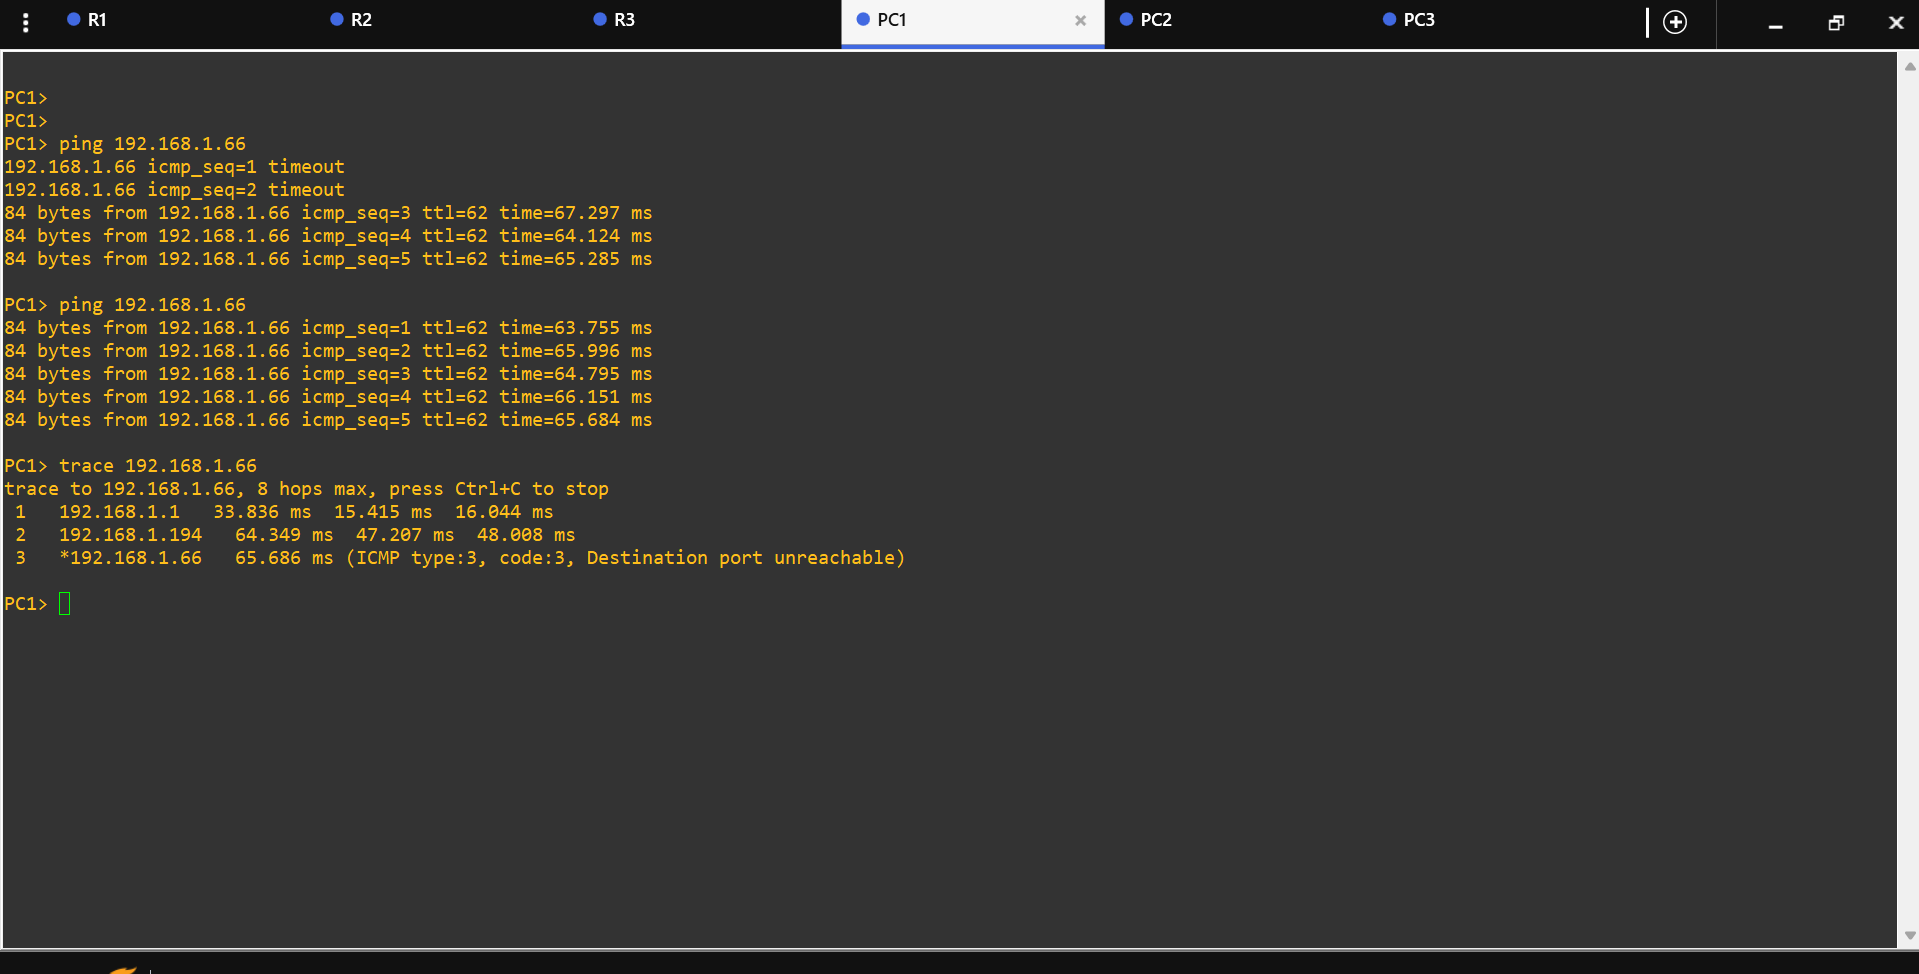 R1 R2 R3 PC1 PC2 PC3
PC1>
PC1>
PC1> ping 192.168.1.66
192.168.1.66 icmp_seq=1 timeout
192.168.1.66 icmp_seq=2 timeout
84 bytes from 192.168.1.66 icmp_seq=3 ttl=62 time=67.297 ms
84 bytes from 192.168.1.66 icmp_seq=4 ttl=62 time=64.124 ms
84 bytes from 192.168.1.66 icmp_seq=5 ttl=62 time=65.285 ms
PC1> ping 192.168.1.66
84 bytes from 192.168.1.66 icmp_seq=1 ttl=62 time=63.755 ms
84 bytes from 192.168.1.66 icmp_seq=2 ttl=62 time=65.996 ms
84 bytes from 192.168.1.66 icmp_seq=3 ttl=62 time=64.795 ms
84 bytes from 192.168.1.66 icmp_seq=4 ttl=62 time=66.151 ms
84 bytes from 192.168.1.66 icmp_seq=5 ttl=62 time=65.684 ms
PC1> trace 192.168.1.66
trace to 192.168.1.66, 8 hops max, press Ctrl+C to stop
1 192.168.1.1 33.836 ms 15.415 ms 16.044 ms
2 192.168.1.194 64.349 ms 47.207 ms 48.008 ms
3 *192.168.1.66 65.686 ms (ICMP type:3, code:3, Destination port unreachable)
PC1>